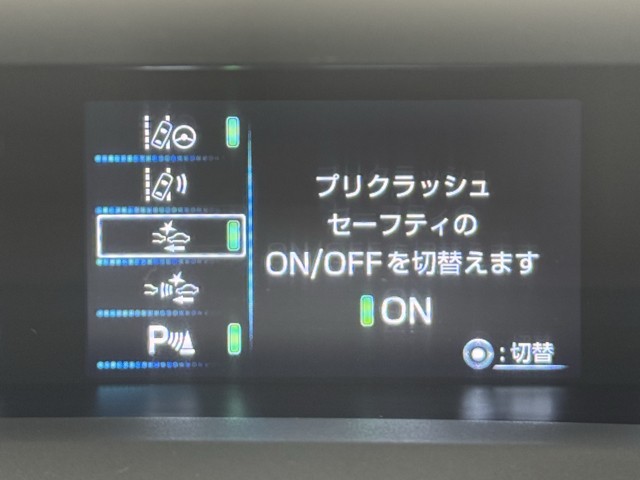 プリクラッシュ
セーフティの
ON/OFFを切替えます
ON
P
:切替